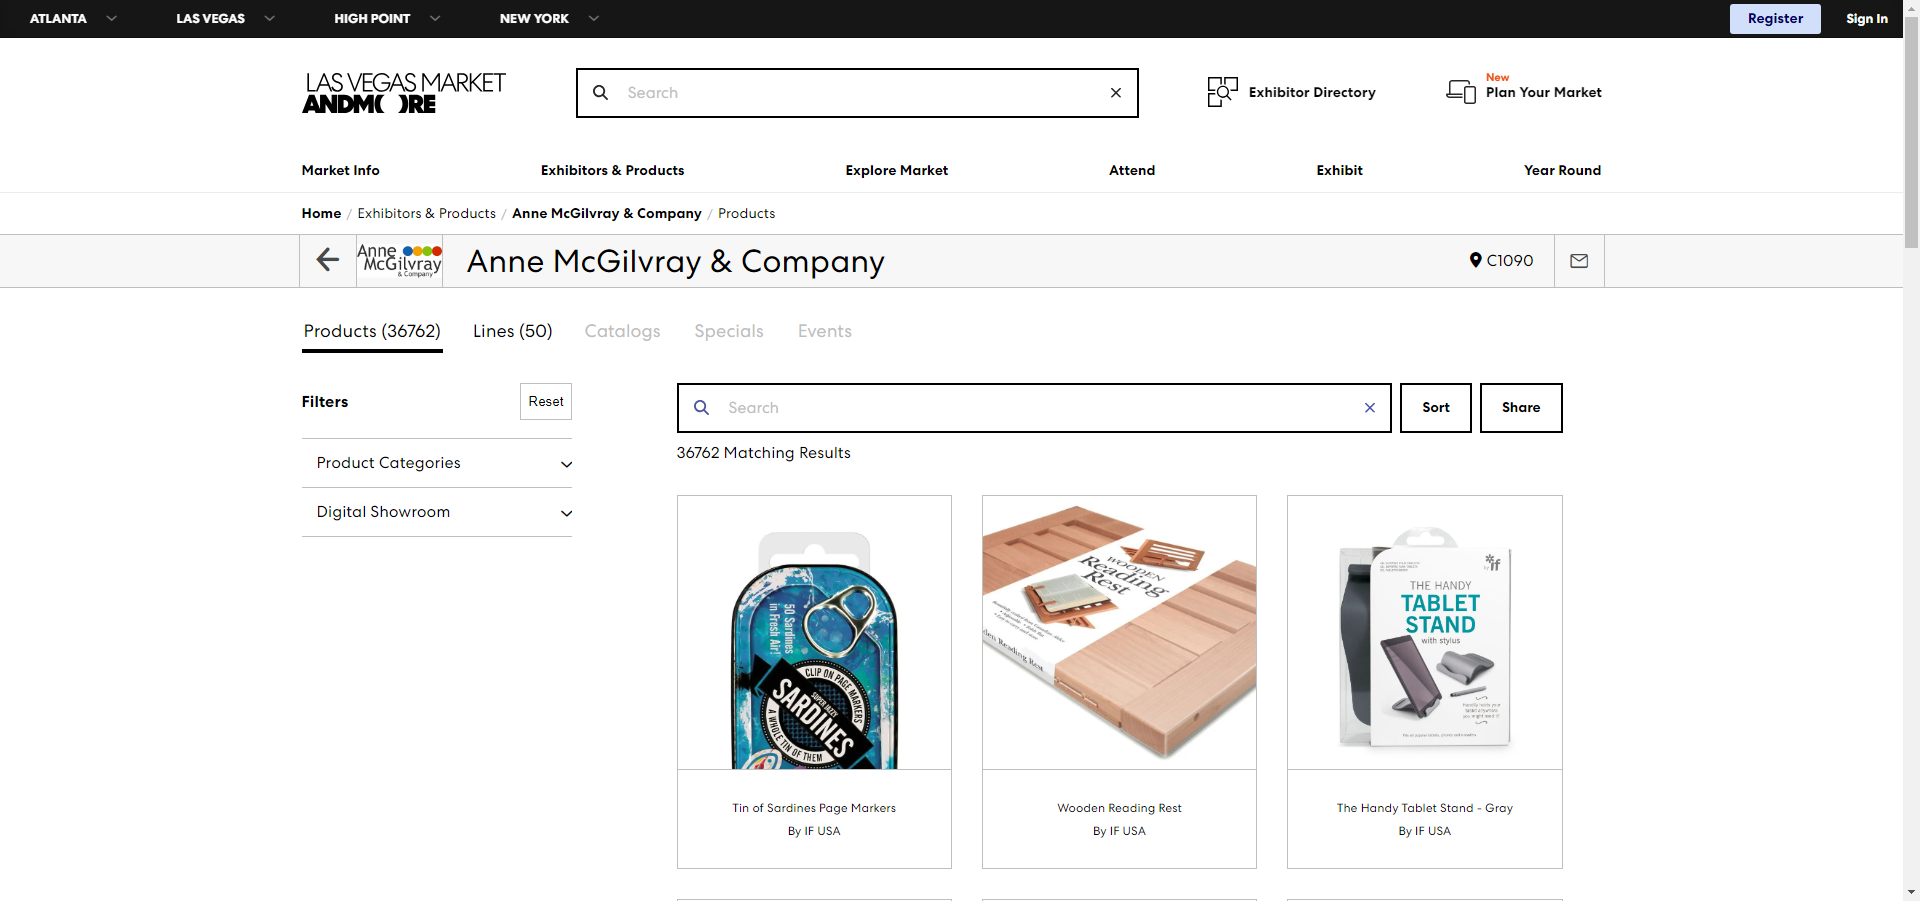 ATLANTA
LAS VEGAS
HIGH POINT
NEW YORK
Register
Sign In
LAS VEGAS MARKET
ANDMORE
Search
Exhibitor Directory
New
Plan Your Market
Market Info
Exhibitors & Products
Explore Market
Attend
Exhibit
Year Round
Home / Exhibitors & Products / Anne McGilvray & Company / Products
Anne
McGilvray
& Company
Anne McGilvray & Company
C1090
Products (36762)
Lines (50)
Catalogs
Specials
Events
Filters
Reset
Product Categories
Digital Showroom
Search
Sort
Share
36762 Matching Results
50 Sardines
in Fresh Air!
CLIP ON PAGE MARKERS
SUPER JAZZY
SARDINES
A WHOLE TIN OF THEM
Tin of Sardines Page Markers
By IF USA
WOODEN
Reading
Rest
Wooden Reading Rest
By IF USA
by if
THE HANDY
TABLET
STAND
with stylus
The Handy Tablet Stand - Gray
By IF USA